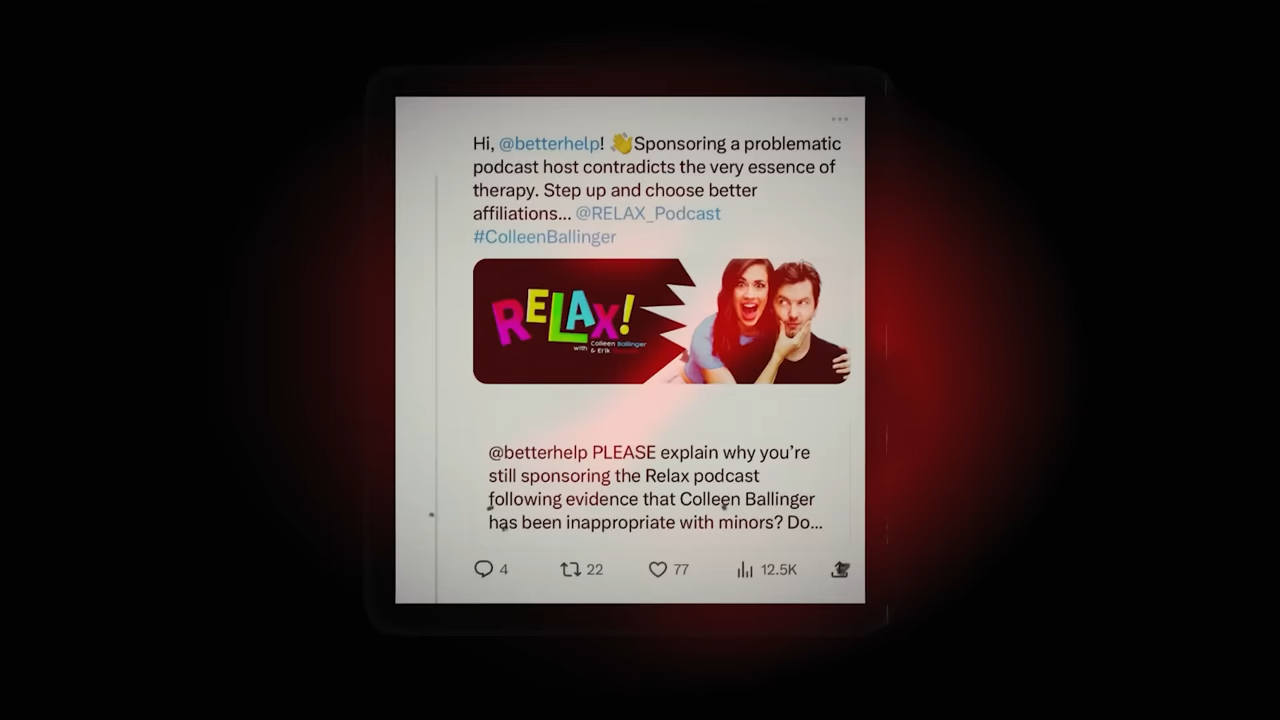 Hi, @betterhelp! 👋Sponsoring a problematic
podcast host contradicts the very essence of
therapy. Step up and choose better
affiliations... @RELAX_Podcast
#ColleenBallinger
RELAX!
with Colleen Ballinger
& Erik
@betterhelp PLEASE explain why you're
still sponsoring the Relax podcast
following evidence that Colleen Ballinger
has been inappropriate with minors? Do...
4 22 77 12.5K